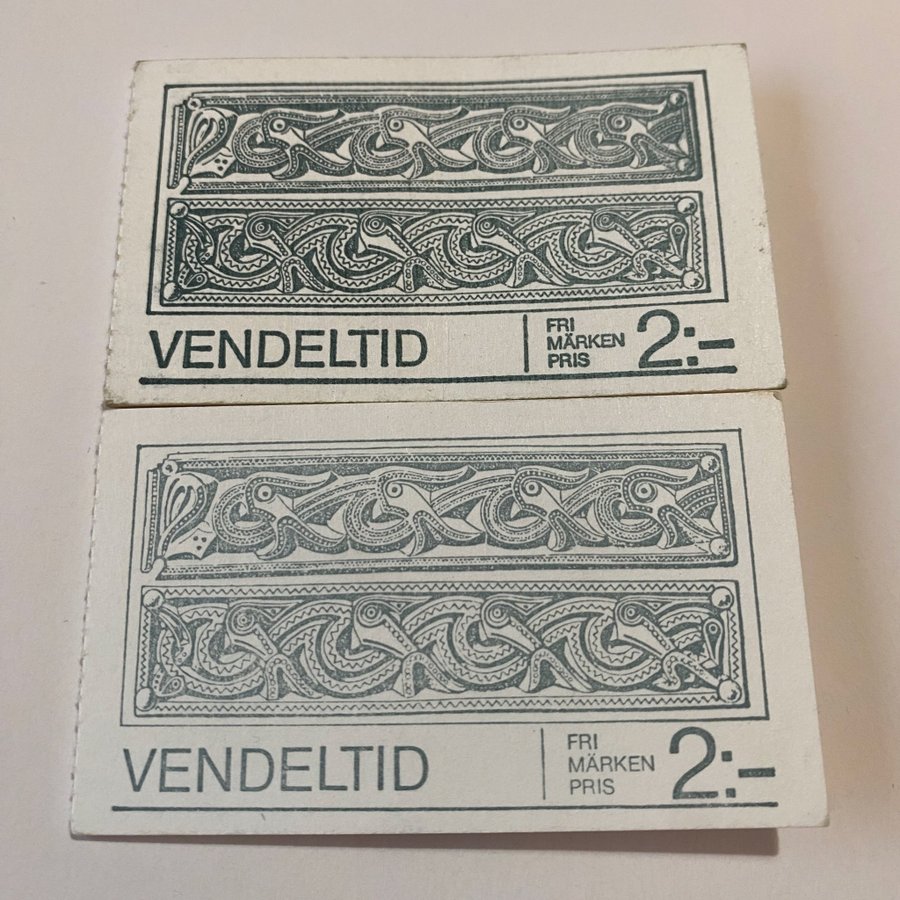 VENDELTID
FRI
MÄRKEN
PRIS
2:-
VENDELTID
FRI
MÄRKEN
PRIS
2:-